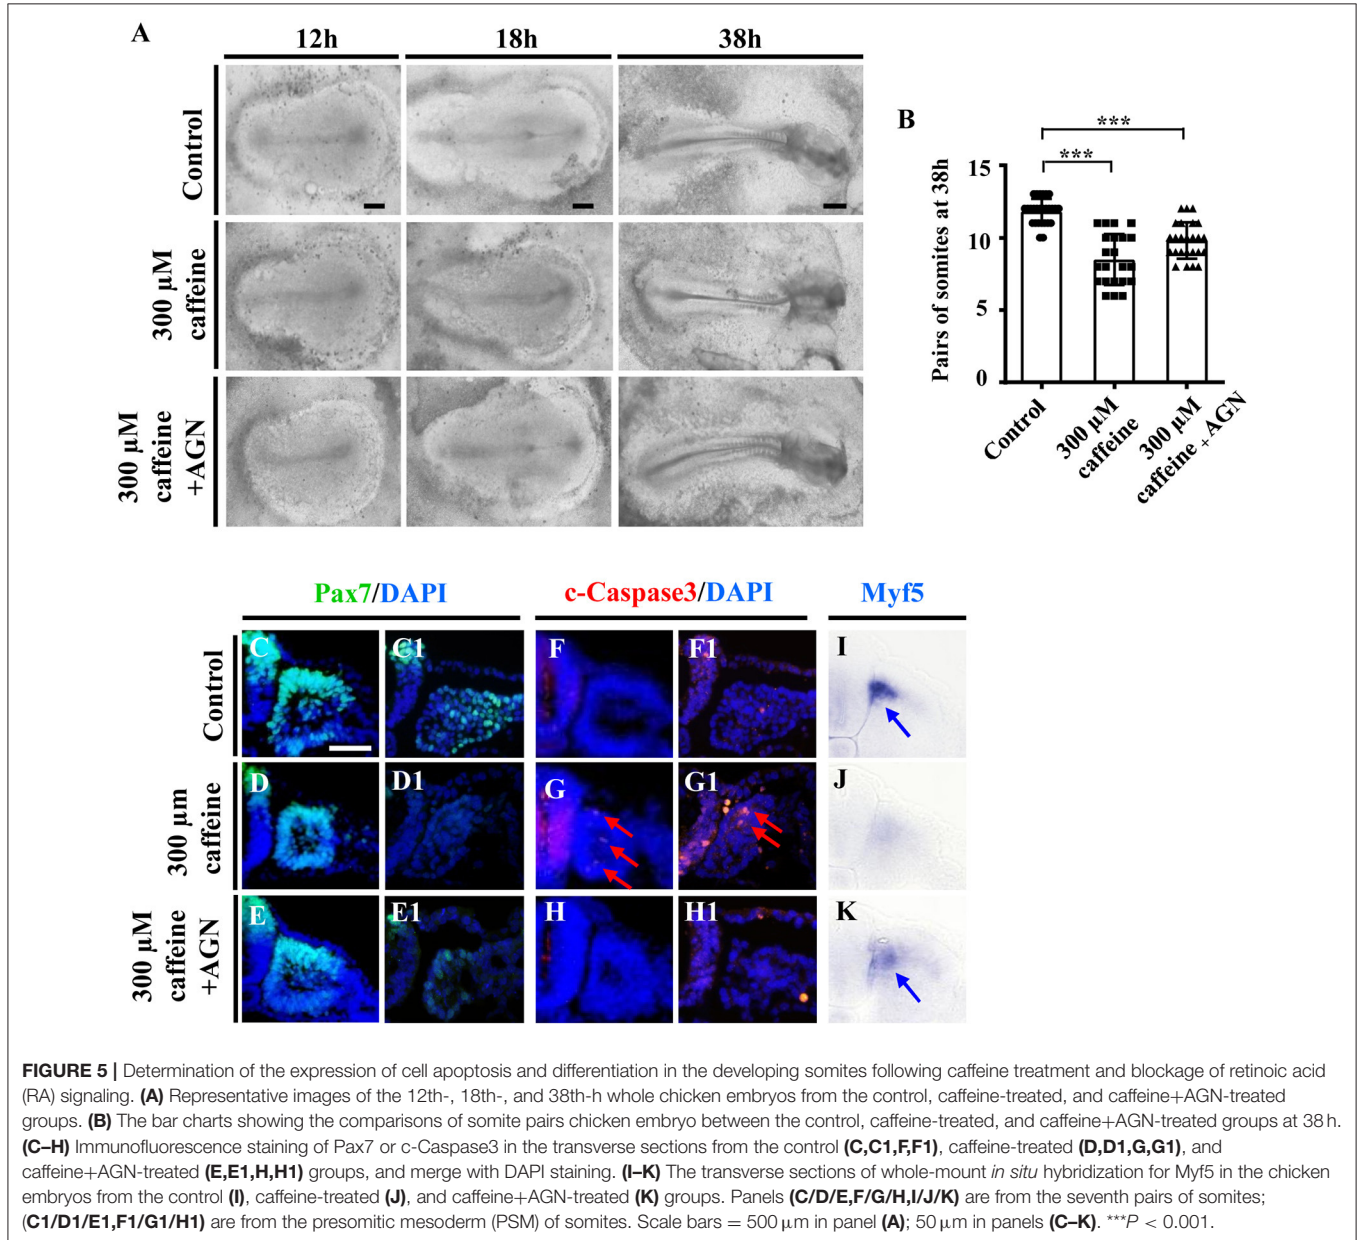 A
12h
18h
38h
Control
300 µM
caffeine
300 µM
caffeine
+AGN
B
***
***
Pairs of somites at 38h
15
10
5
0
Control
300 µM
caffeine
300 µM
caffeine +AGN
Pax7/DAPI
c-Caspase3/DAPI
Myf5
Control
C
C1
F
F1
I
300 µm
caffeine
D
D1
G
G1
J
300 µM
caffeine
+AGN
E
E1
H
H1
K
FIGURE 5 | Determination of the expression of cell apoptosis and differentiation in the developing somites following caffeine treatment and blockage of retinoic acid
(RA) signaling. (A) Representative images of the 12th-, 18th-, and 38th-h whole chicken embryos from the control, caffeine-treated, and caffeine+AGN-treated
groups. (B) The bar charts showing the comparisons of somite pairs chicken embryo between the control, caffeine-treated, and caffeine+AGN-treated groups at 38 h.
(C–H) Immunofluorescence staining of Pax7 or c-Caspase3 in the transverse sections from the control (C,C1,F,F1), caffeine-treated (D,D1,G,G1), and
caffeine+AGN-treated (E,E1,H,H1) groups, and merge with DAPI staining. (I–K) The transverse sections of whole-mount in situ hybridization for Myf5 in the chicken
embryos from the control (I), caffeine-treated (J), and caffeine+AGN-treated (K) groups. Panels (C/D/E,F/G/H,I/J/K) are from the seventh pairs of somites;
(C1/D1/E1,F1/G1/H1) are from the presomitic mesoderm (PSM) of somites. Scale bars = 500 µm in panel (A); 50 µm in panels (C–K). ***P < 0.001.